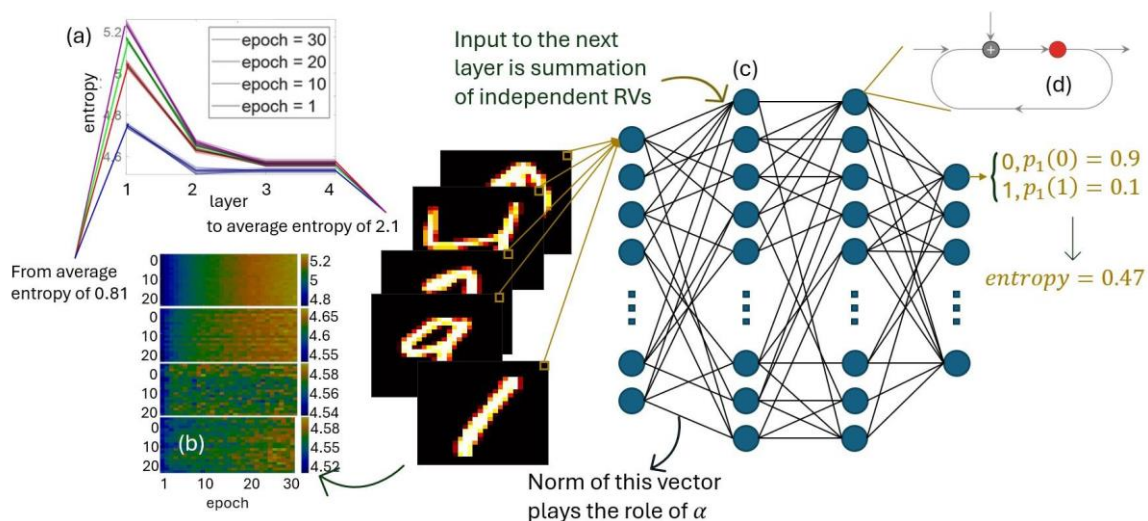 (a)
5.2
5
4.8
4.6
entropy
epoch = 30
epoch = 20
epoch = 10
epoch = 1
1 2 3 4
layer
to average entropy of 2.1
From average
entropy of 0.81
0
20
5.2
5
4.8
0
20
4.65
4.6
4.55
0
20
4.58
4.56
4.54
0
20
4.58
4.55
4.52
(b)
1 10 20 30
epoch
Input to the next
layer is summation
of independent RVs
(c)
+
(d)
0, p₁(0) = 0.9
1, p₁(1) = 0.1
entropy = 0.47
Norm of this vector
plays the role of α